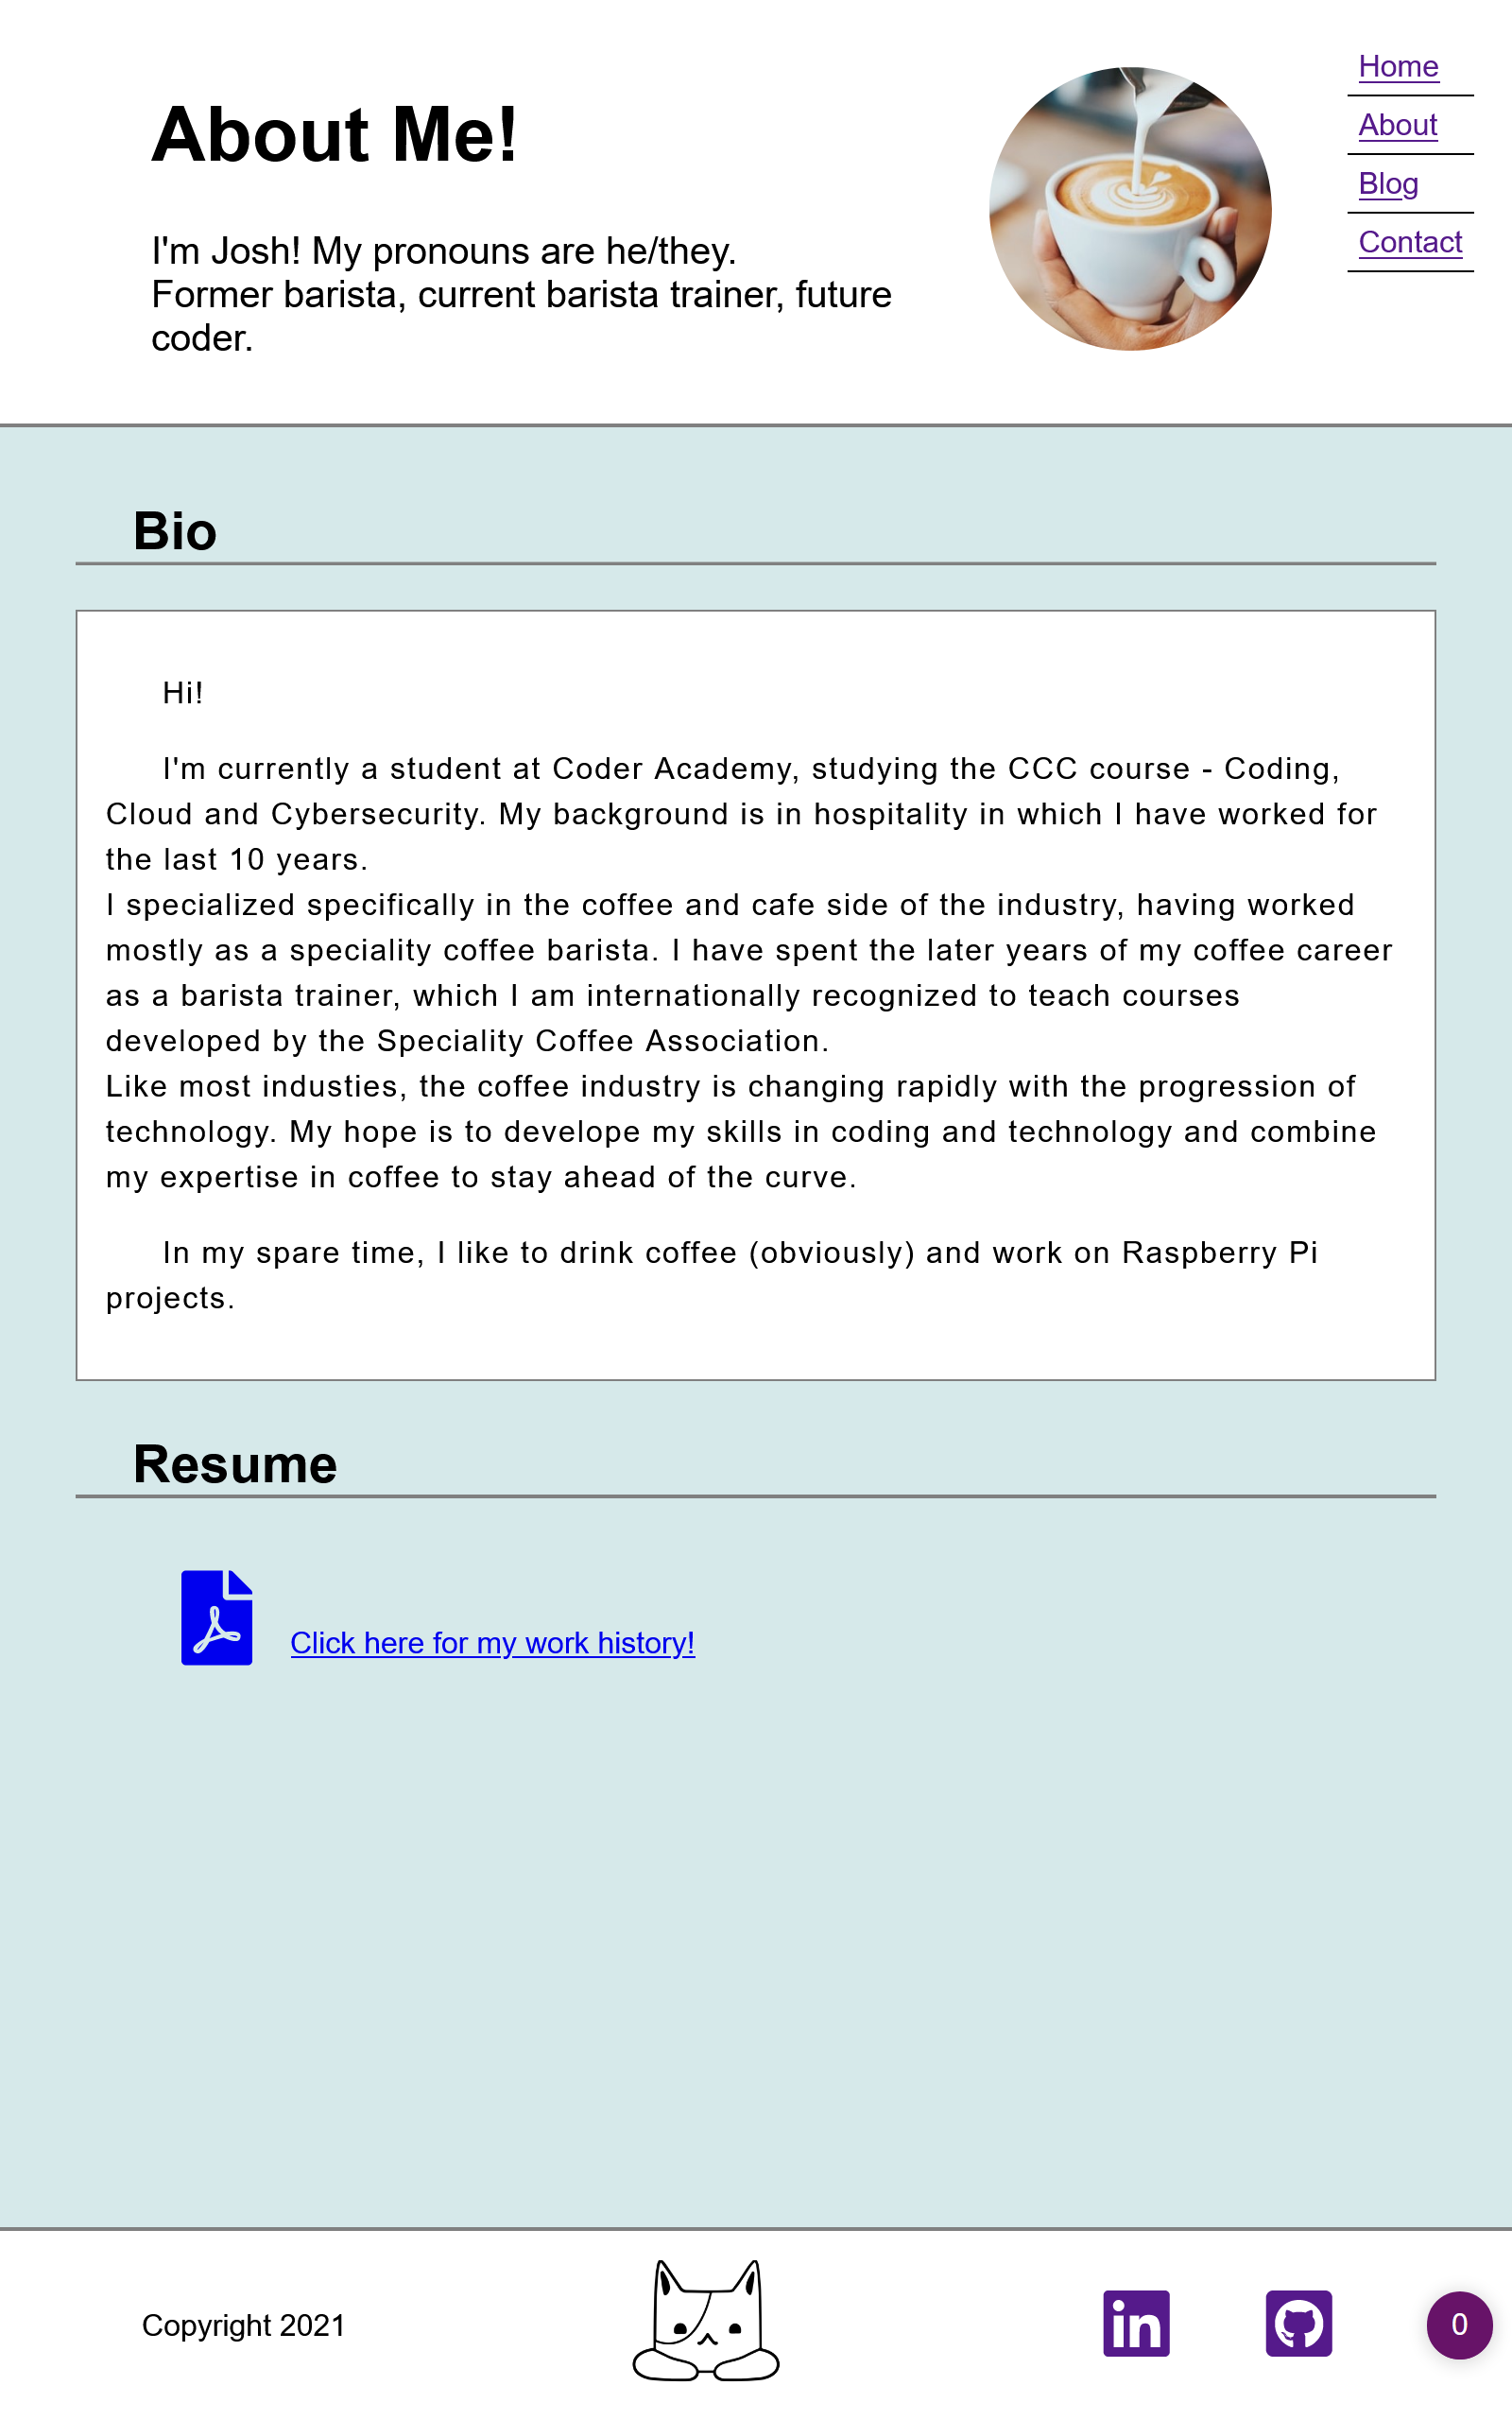 Home
About
Blog
Contact
About Me!
I'm Josh! My pronouns are he/they.
Former barista, current barista trainer, future
coder.
Bio
Hi!
I'm currently a student at Coder Academy, studying the CCC course - Coding,
Cloud and Cybersecurity. My background is in hospitality in which I have worked for
the last 10 years.
I specialized specifically in the coffee and cafe side of the industry, having worked
mostly as a speciality coffee barista. I have spent the later years of my coffee career
as a barista trainer, which I am internationally recognized to teach courses
developed by the Speciality Coffee Association.
Like most industies, the coffee industry is changing rapidly with the progression of
technology. My hope is to develope my skills in coding and technology and combine
my expertise in coffee to stay ahead of the curve.
In my spare time, I like to drink coffee (obviously) and work on Raspberry Pi
projects.
Resume
Click here for my work history!
Copyright 2021
in
0